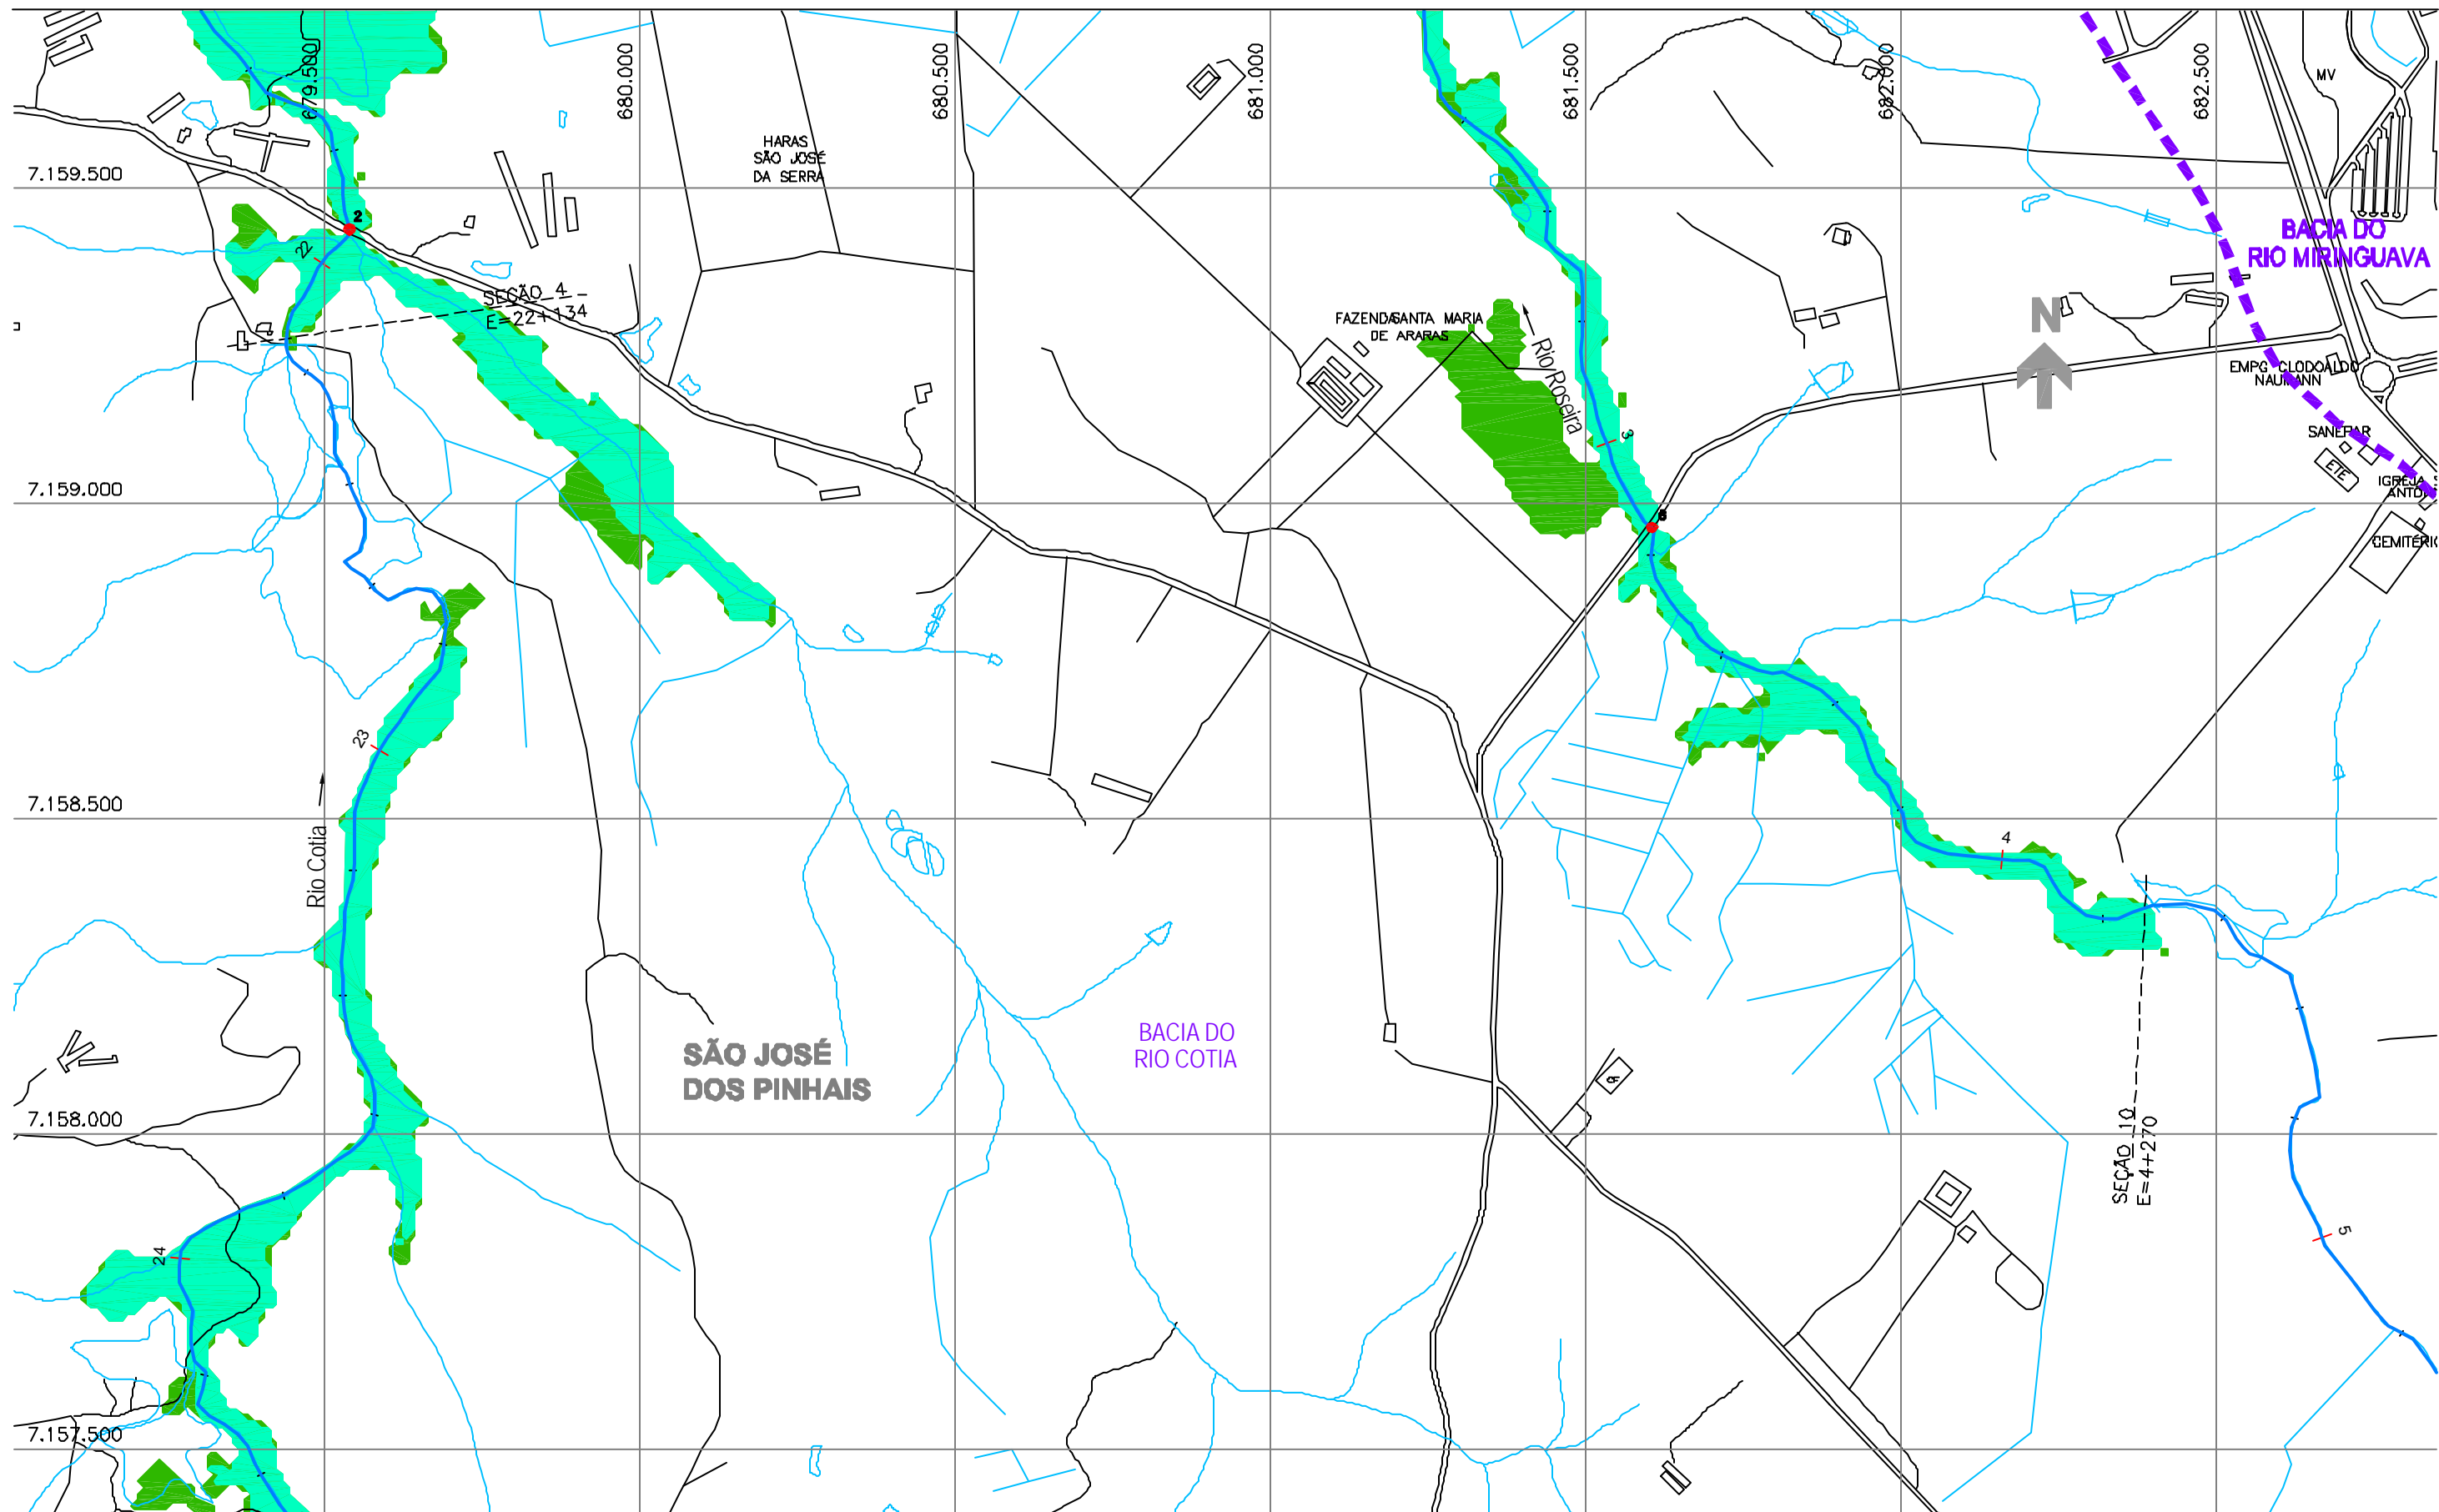 679.500
680.000
680.500
681.000
681.500
682.000
682.500
MV
HARAS
SÃO JOSÉ
DA SERRA
7.159.500
2
22
BACIA DO
RIO MIRINGUAVA
SEÇÃO 4
E=22+134
N
FAZENDA SANTA MARIA
DE ARARAS
Rio Roseira
EMPG CLODOALDO
NAUMANN
3
SANEPAR
ETE
IGREJA
7.159.000
CEMITÉRIO
23
7.158.500
Rio Cotia
4
BACIA DO
RIO COTIA
SÃO JOSÉ
DOS PINHAIS
7.158.000
SEÇÃO 10
E=4+270
5
24
7.157.500